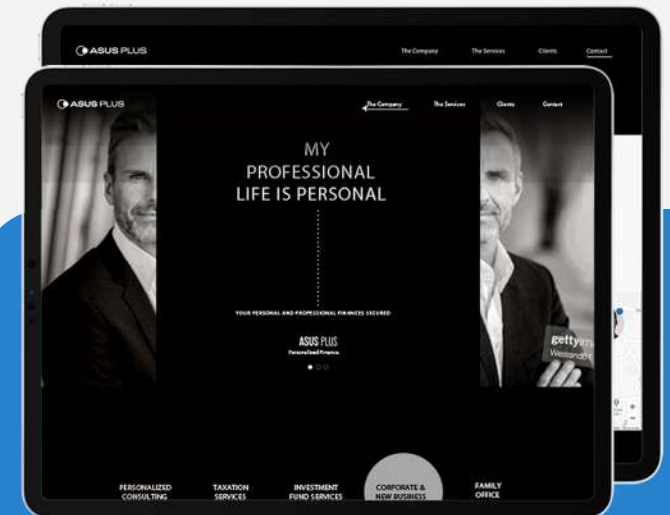 ASUS PLUS
The Company The Services Clients Contact
ASUS PLUS
The Company The Services Clients Contact
MY
PROFESSIONAL
LIFE IS PERSONAL
YOUR PERSONAL AND PROFESSIONAL FINANCES SECURED
ASUS PLUS
Personalized Finance
gettyim
PERSONALIZED
CONSULTING
TAXATION
SERVICES
INVESTMENT
FUND SERVICES
CORPORATE &
NEW BUSINESS
FAMILY
OFFICE